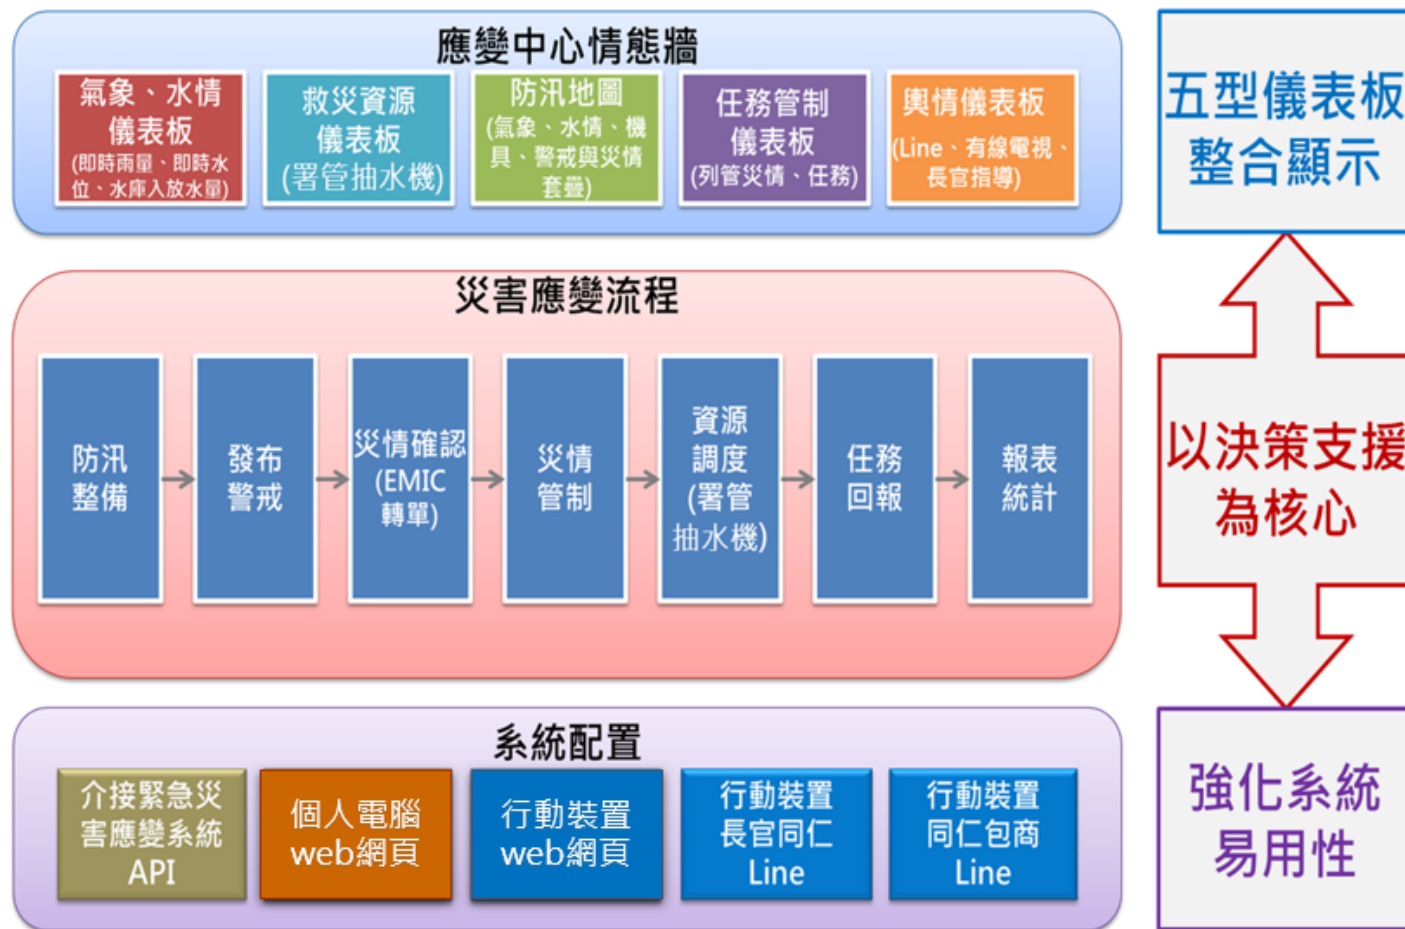 應變中心情態牆
氣象、水情
儀表板
(即時雨量、即時水
位、水庫入放水量)
救災資源
儀表板
(署管抽水機)
防汛地圖
(氣象、水情、機
具、警戒與災情
套疊)
任務管制
儀表板
(列管災情、任務)
輿情儀表板
(Line、有線電視、
長官指導)
五型儀表板
整合顯示
災害應變流程
防汛
整備
發布
警戒
災情確認
(EMIC
轉單)
災情
管制
資源
調度
(署管
抽水機)
任務
回報
報表
統計
以決策支援
為核心
系統配置
介接緊急災
害應變系統
API
個人電腦
web網頁
行動裝置
web網頁
行動裝置
長官同仁
Line
行動裝置
同仁包商
Line
強化系統
易用性